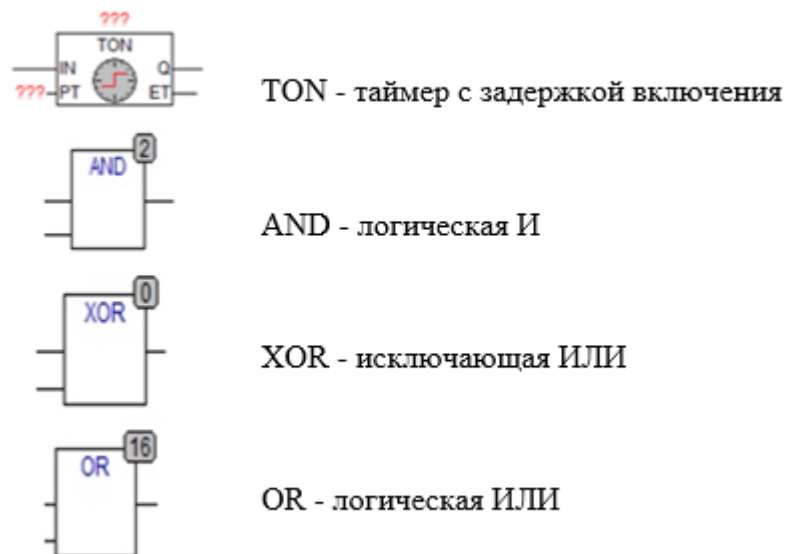 ???
TON
IN Q
??? PT ET
TON - таймер с задержкой включения
2
AND
AND - логическая И
0
XOR
XOR - исключающая ИЛИ
16
OR
OR - логическая ИЛИ